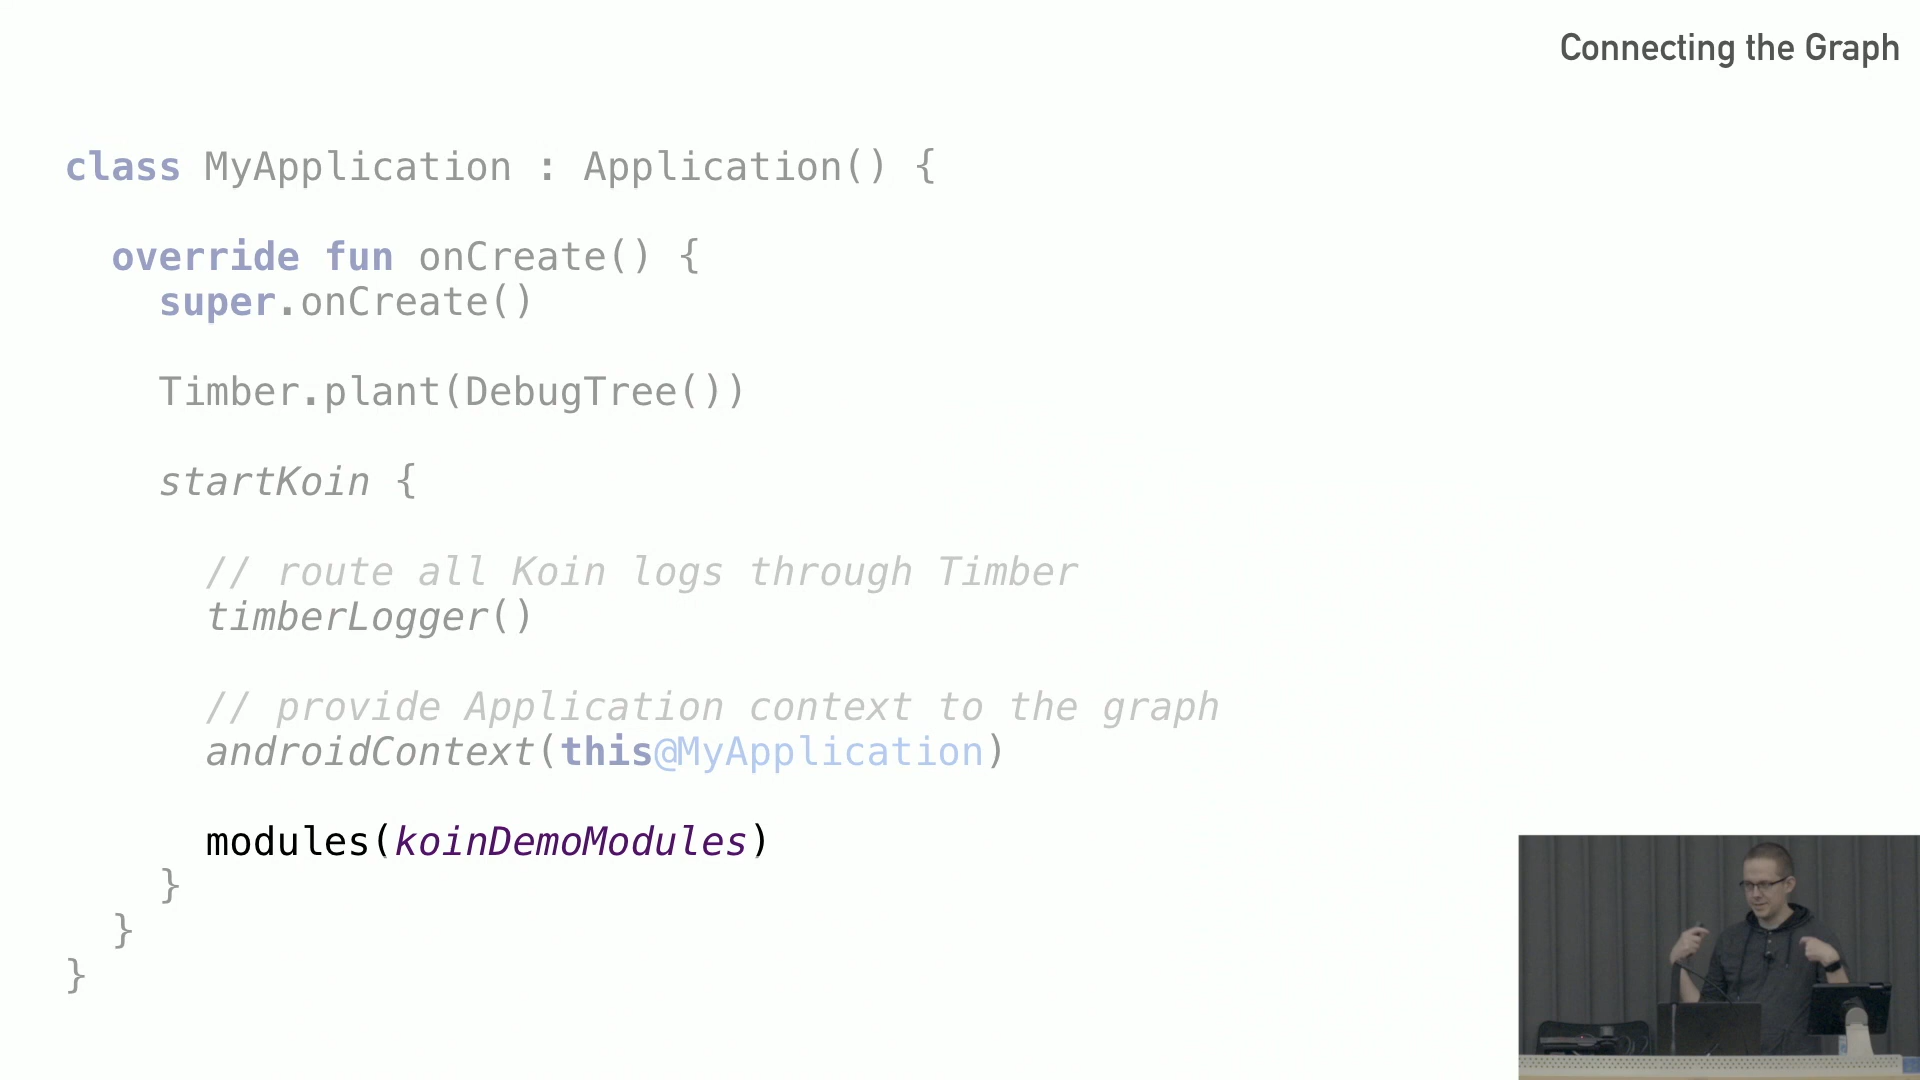 Connecting the Graph
class MyApplication : Application() {
override fun onCreate() {
super.onCreate()
Timber.plant(DebugTree())
startKoin {
// route all Koin logs through Timber
timberLogger()
// provide Application context to the graph
androidContext(this@MyApplication)
modules(koinDemoModules)
}
}
}